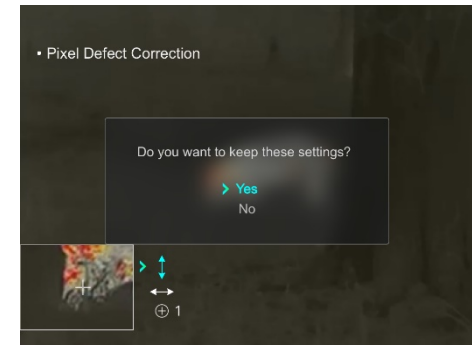 • Pixel Defect Correction
Do you want to keep these settings?
Yes
No
1